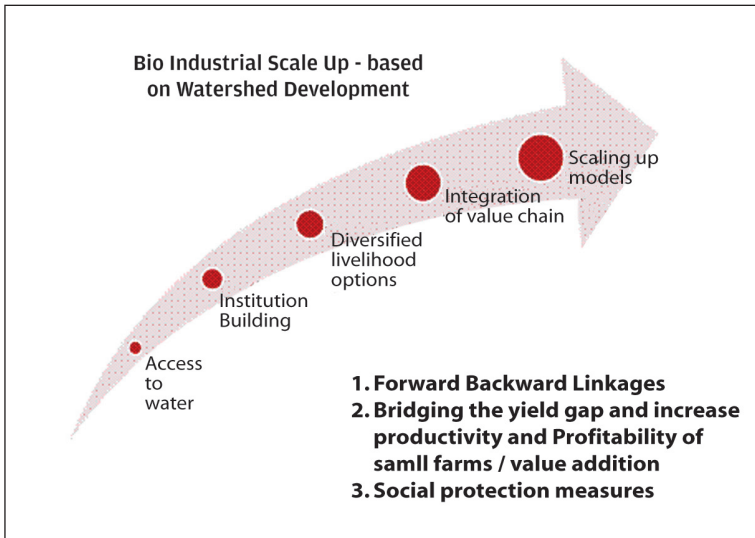 Bio Industrial Scale Up - based
on Watershed Development
Scaling up
models
Integration
of value chain
Diversified
livelihood
options
Institution
Building
Access
to
water
1. Forward Backward Linkages
2. Bridging the yield gap and increase
productivity and Profitability of
samll farms / value addition
3. Social protection measures